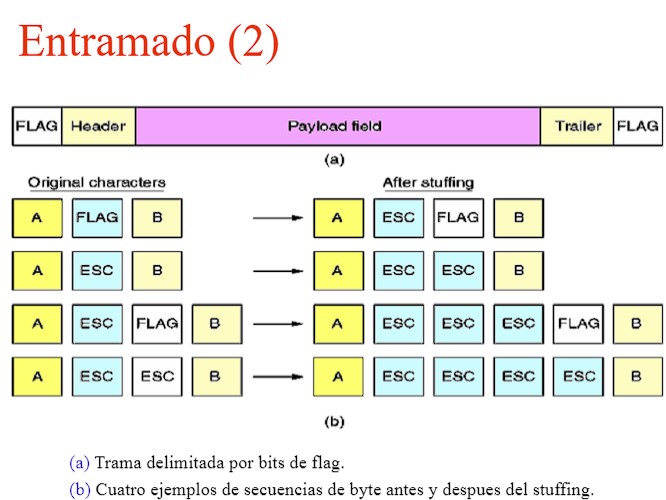 Entramado (2)
FLAG Header Payload field Trailer FLAG
(a)
Original characters After stuffing
A FLAG B A ESC FLAG B
A ESC B A ESC ESC B
A ESC FLAG B A ESC ESC ESC FLAG B
A ESC ESC B A ESC ESC ESC ESC B
(b)
(a) Trama delimitada por bits de flag.
(b) Cuatro ejemplos de secuencias de byte antes y despues del stuffing.